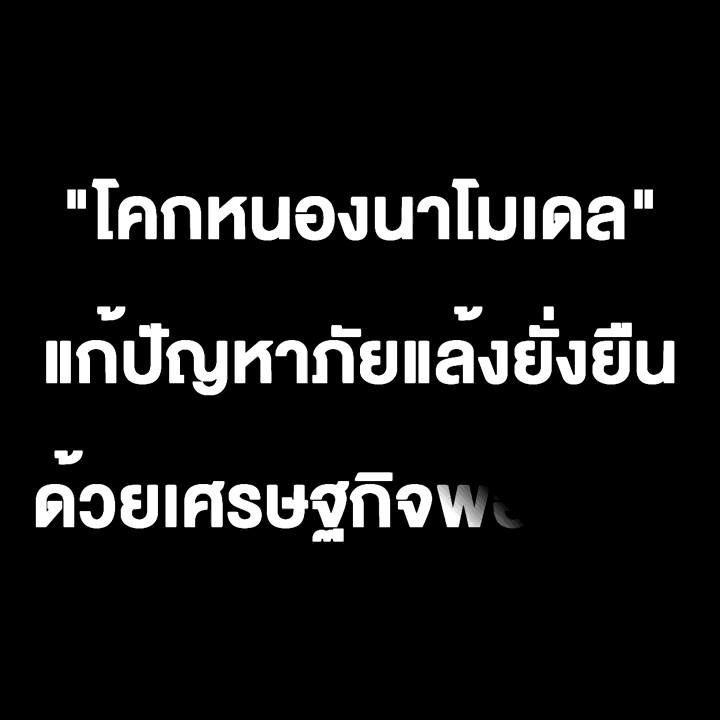 "โคกหนองนาโมเดล"
แก้ปัญหาภัยแล้งยั่งยืน
ด้วยเศรษฐกิจ